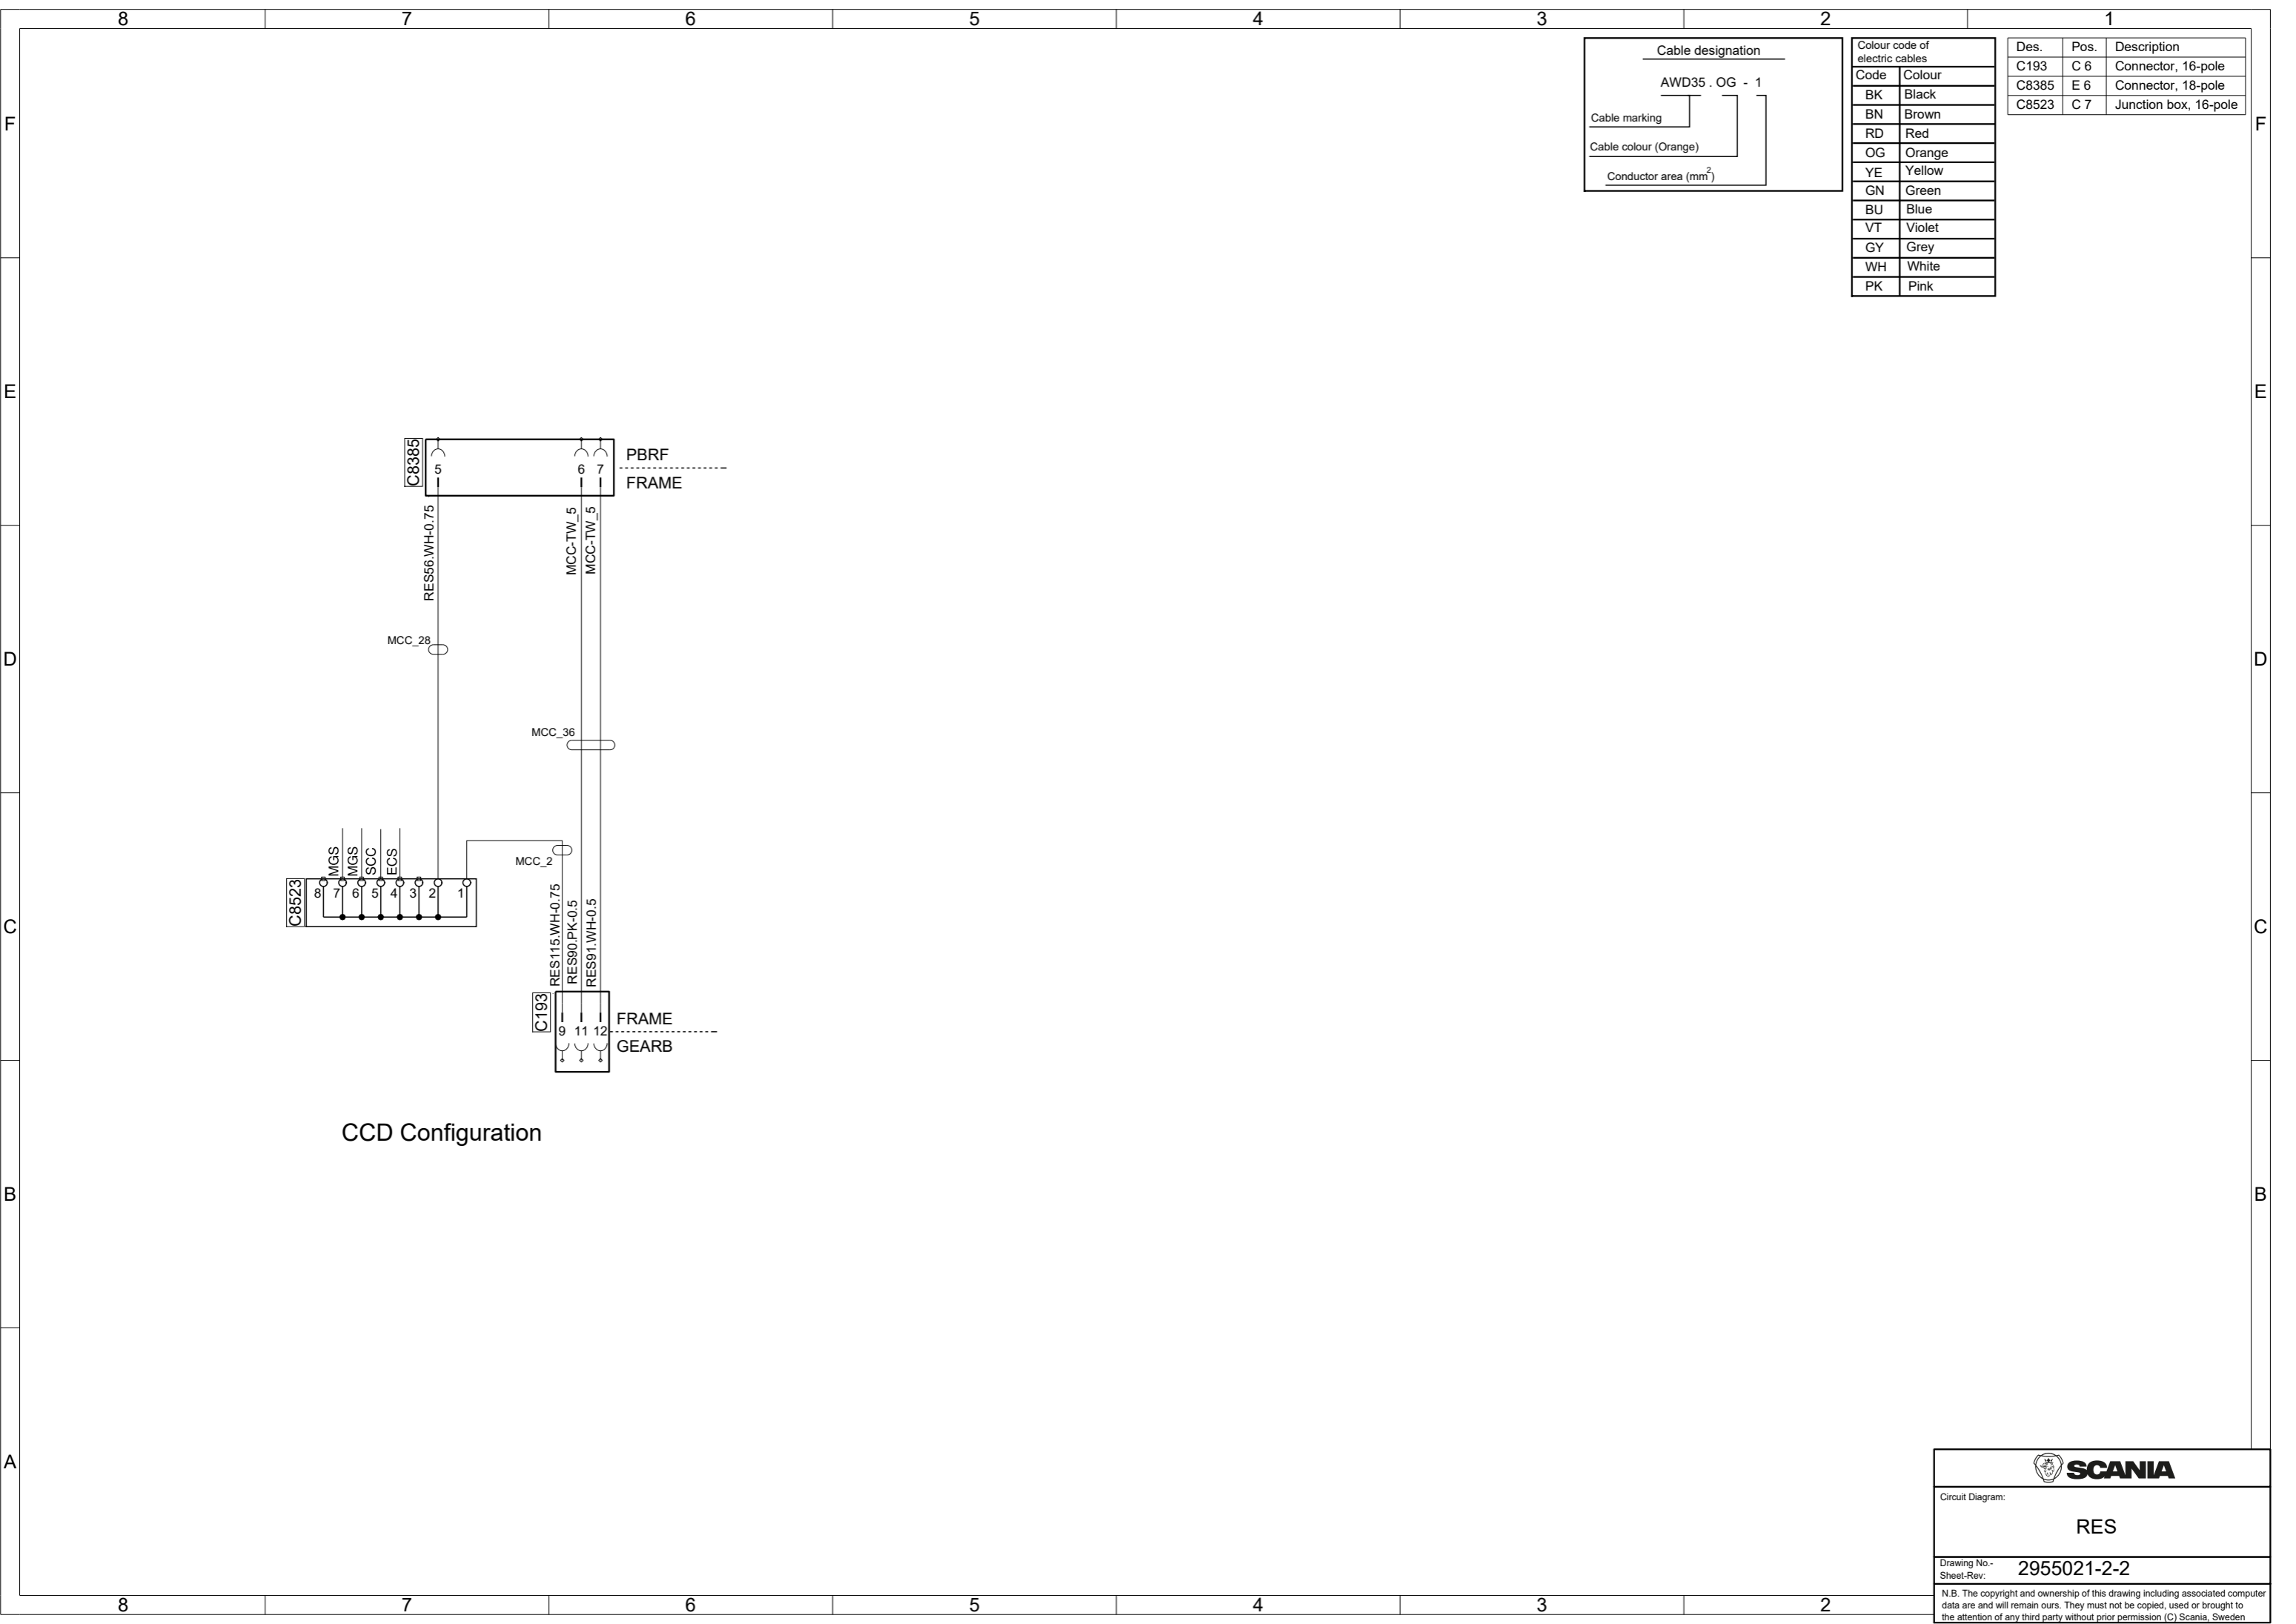 8 7 6 5 4 3 2 1
Cable designation
AWD35 . OG - 1
Cable marking
Cable colour (Orange)
Conductor area (mm2)
Colour code of
electric cables
Code Colour
BK Black
BN Brown
RD Red
OG Orange
YE Yellow
GN Green
BU Blue
VT Violet
GY Grey
WH White
PK Pink
Des. Pos. Description
C193 C 6 Connector, 16-pole
C8385 E 6 Connector, 18-pole
C8523 C 7 Junction box, 16-pole
F F
E E
C8385
5 6 7
PBRF
FRAME
RES56.WH-0.75
MCC-TW_5
MCC-TW_5
MCC_28
D D
MCC_36
MGS
MGS
SCC
ECS
MCC_2
C8523
8 7 6 5 4 3 2 1
C C
RES115.WH-0.75
RES90.PK-0.5
RES91.WH-0.5
C193
9 11 12
FRAME
GEARB
CCD Configuration
B B
A
SCANIA
Circuit Diagram:
RES
Drawing No.-
Sheet-Rev:
2955021-2-2
N.B. The copyright and ownership of this drawing including associated computer
data are and will remain ours. They must not be copied, used or brought to
the attention of any third party without prior permission (C) Scania, Sweden
8 7 6 5 4 3 2